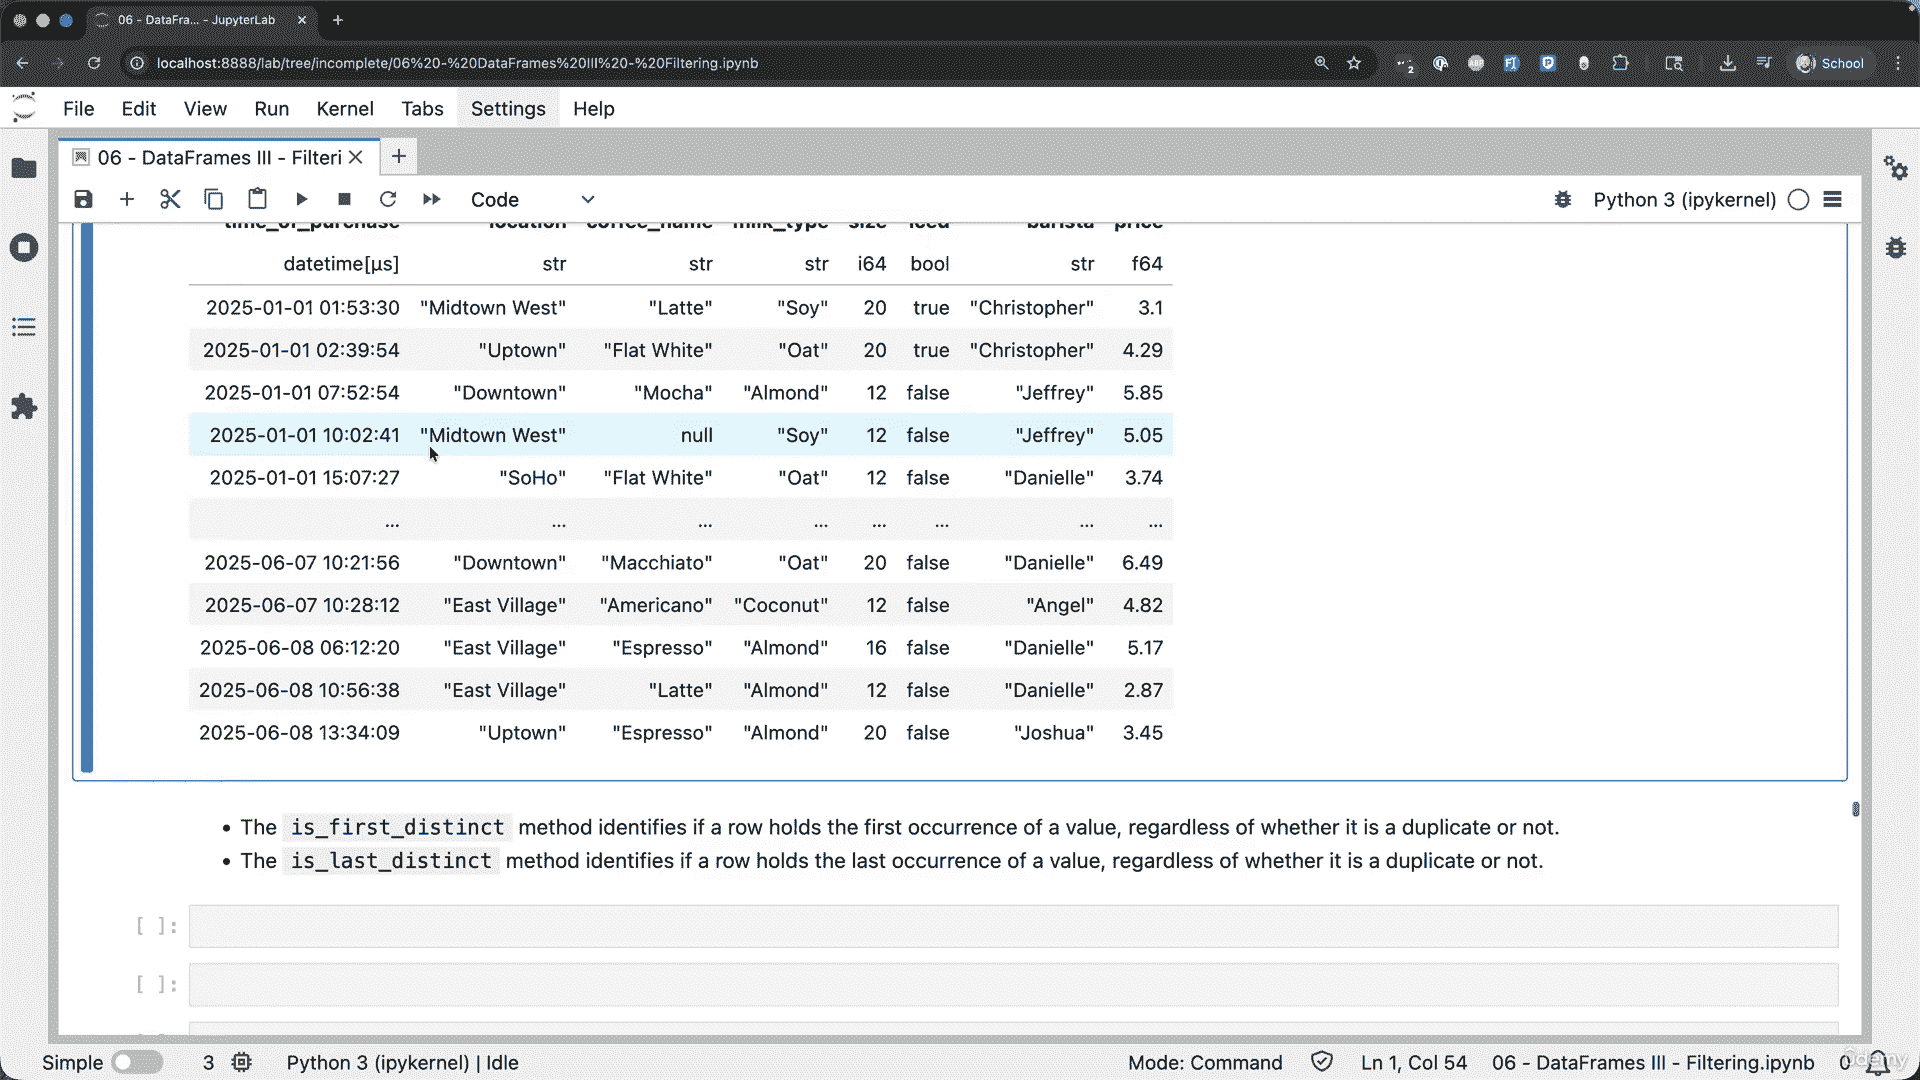 06 - DataFra... - JupyterLab
localhost:8888/lab/tree/incomplete/06%20-%20DataFrames%20III%20-%20Filtering.ipynb
2
ABP
School
File Edit View Run Kernel Tabs Settings Help
06 - DataFrames III - Filteri
Code
Python 3 (ipykernel)
time_of_purchase location coffee_name milk_type size iced barista price
datetime[μs] str str str i64 bool str f64
2025-01-01 01:53:30 "Midtown West" "Latte" "Soy" 20 true "Christopher" 3.1
2025-01-01 02:39:54 "Uptown" "Flat White" "Oat" 20 true "Christopher" 4.29
2025-01-01 07:52:54 "Downtown" "Mocha" "Almond" 12 false "Jeffrey" 5.85
2025-01-01 10:02:41 "Midtown West" null "Soy" 12 false "Jeffrey" 5.05
2025-01-01 15:07:27 "SoHo" "Flat White" "Oat" 12 false "Danielle" 3.74
... ... ... ... ... ... ... ...
2025-06-07 10:21:56 "Downtown" "Macchiato" "Oat" 20 false "Danielle" 6.49
2025-06-07 10:28:12 "East Village" "Americano" "Coconut" 12 false "Angel" 4.82
2025-06-08 06:12:20 "East Village" "Espresso" "Almond" 16 false "Danielle" 5.17
2025-06-08 10:56:38 "East Village" "Latte" "Almond" 12 false "Danielle" 2.87
2025-06-08 13:34:09 "Uptown" "Espresso" "Almond" 20 false "Joshua" 3.45
• The is_first_distinct method identifies if a row holds the first occurrence of a value, regardless of whether it is a duplicate or not.
• The is_last_distinct method identifies if a row holds the last occurrence of a value, regardless of whether it is a duplicate or not.
[ ]:
[ ]:
Simple 3 Python 3 (ipykernel) | Idle Mode: Command Ln 1, Col 54 06 - DataFrames III - Filtering.ipynb 0
ûdemy